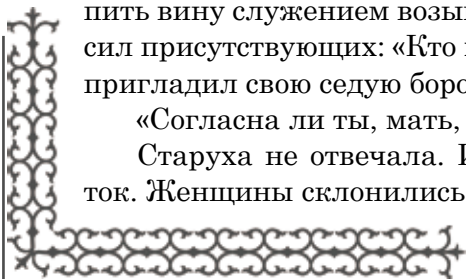 пить вину служением возы
сил присутствующих: «Кто
пригладил свою седую боро
«Согласна ли ты, мать,
Старуха не отвечала.
ток. Женщины склонились